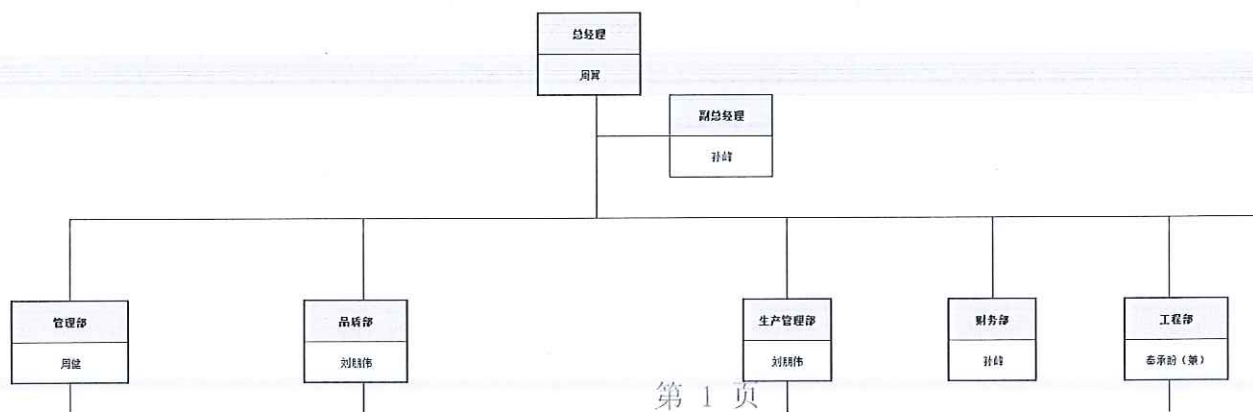 总经理
周翼
副总经理
孙峰
管理部
周健
品质部
刘朋伟
生产管理部
刘朋伟
财务部
孙峰
工程部
（兼）
第 1 页